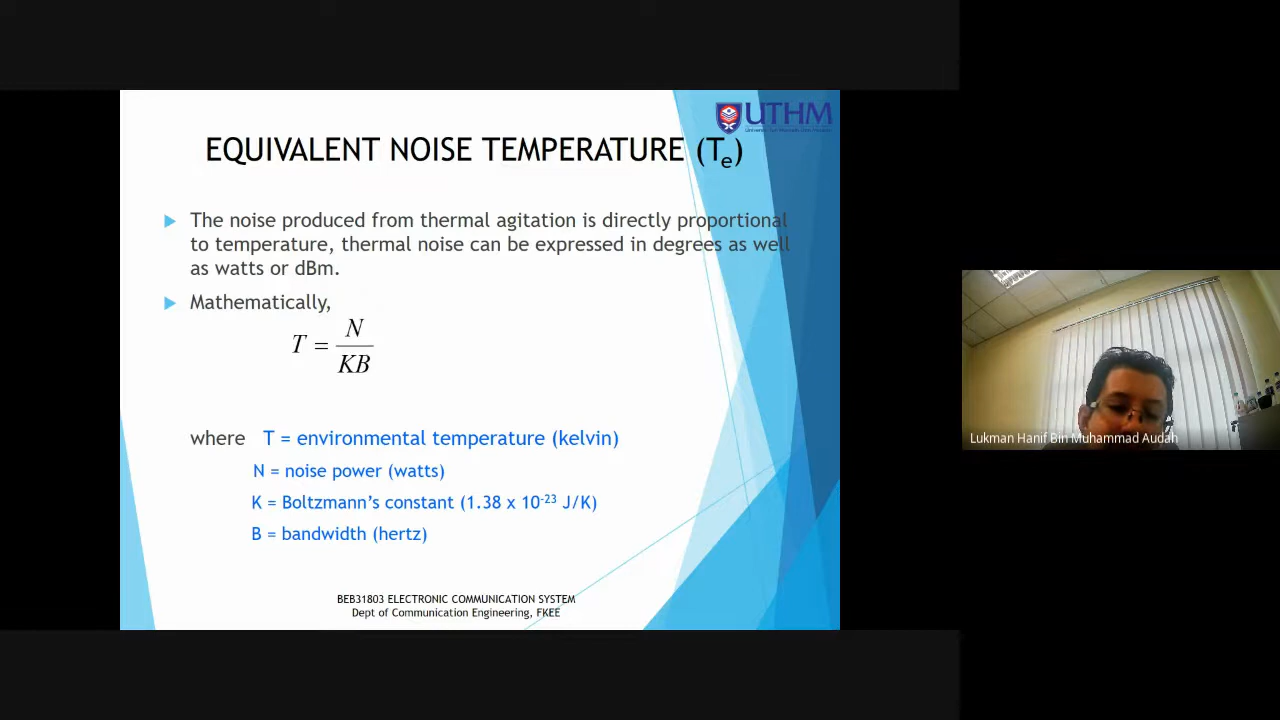 UTHM
EQUIVALENT NOISE TEMPERATURE (Te)
The noise produced from thermal agitation is directly proportional
to temperature, thermal noise can be expressed in degrees as well
as watts or dBm.
Mathematically,
T = N / KB
where T = environmental temperature (kelvin)
N = noise power (watts)
K = Boltzmann’s constant (1.38 x 10-23 J/K)
B = bandwidth (hertz)
BEB31803 ELECTRONIC COMMUNICATION SYSTEM
Dept of Communication Engineering, FKEE
Lukman Hanif Bin Muhammad Audah